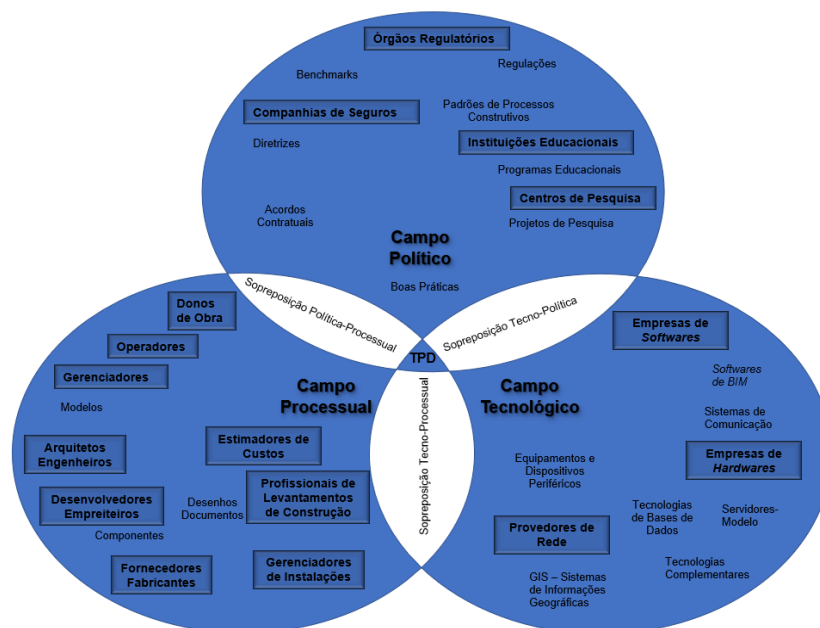 Órgãos Regulatórios
Regulações
Benchmarks
Companhias de Seguros
Padrões de Processos
Construtivos
Diretrizes
Instituições Educacionais
Programas Educacionais
Centros de Pesquisa
Acordos
Contratuais
Projetos de Pesquisa
Campo
Político
Boas Práticas
Sopreposição Política-Processual
Sopreposição Tecno-Política
TPD
Sopreposição Tecno-Processual
Donos
de Obra
Operadores
Gerenciadores
Modelos
Campo
Processual
Arquitetos
Engenheiros
Estimadores de
Custos
Desenvolvedores
Empreiteiros
Desenhos
Documentos
Profissionais de
Levantamentos
de Construção
Componentes
Fornecedores
Fabricantes
Gerenciadores
de Instalações
Empresas de
Softwares
Campo
Tecnológico
Softwares
de BIM
Sistemas de
Comunicação
Empresas de
Hardwares
Equipamentos e
Dispositivos
Periféricos
Tecnologias
de Bases de
Dados
Servidores-
Modelo
Provedores de
Rede
GIS – Sistemas
de Informações
Geográficas
Tecnologias
Complementares